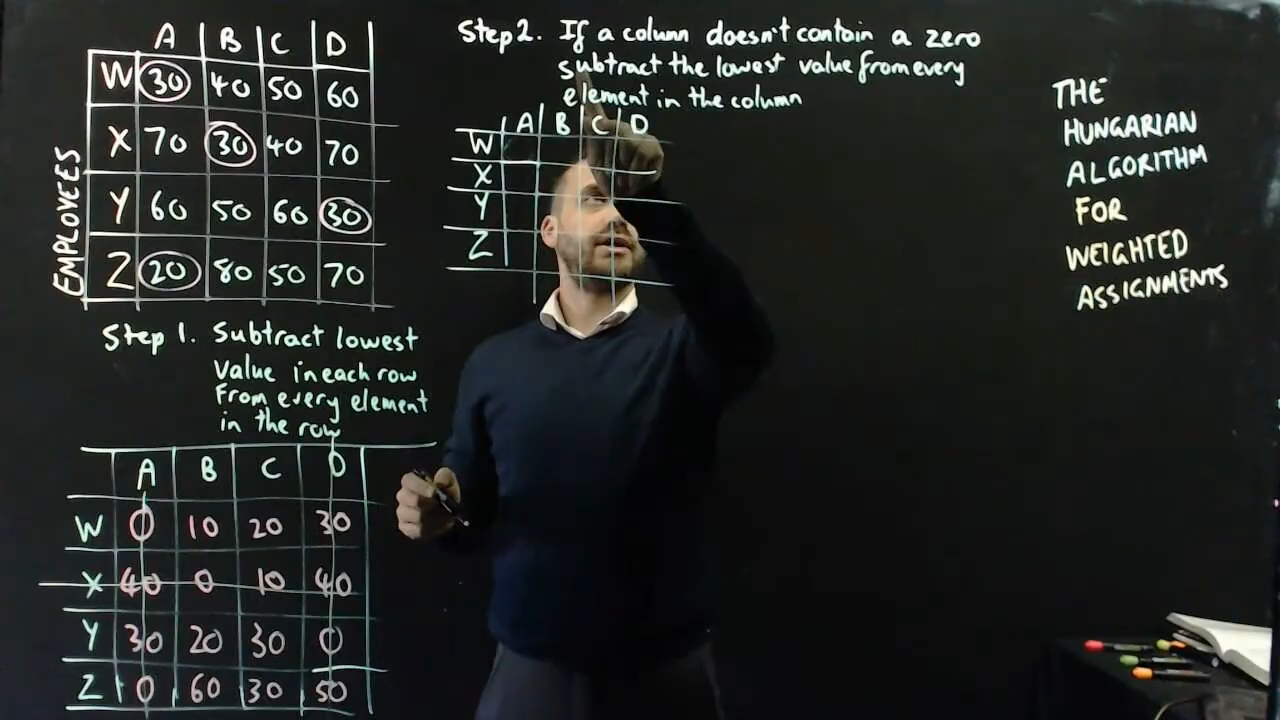 A B C D
EMPLOYEES
W 30 40 50 60
X 70 30 40 70
Y 60 50 60 30
Z 20 80 50 70
Step 1. Subtract lowest
value in each row
from every element
in the row
A B C D
W 0 10 20 30
X 40 0 10 40
Y 30 20 30 0
Z 0 60 30 50
Step 2. If a column doesn't contain a zero
subtract the lowest value from every
element in the column
A B C D
W
X
Y
Z
THE
HUNGARIAN
ALGORITHM
FOR
WEIGHTED
ASSIGNMENTS